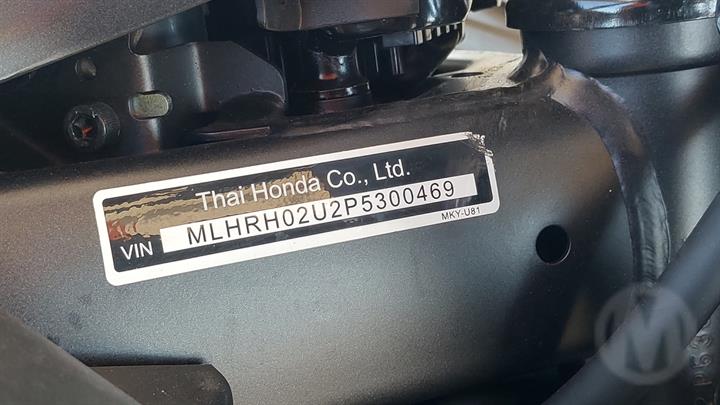 Thai Honda Co., Ltd.
VIN MLHRH02U2P5300469
MKY-U81
M